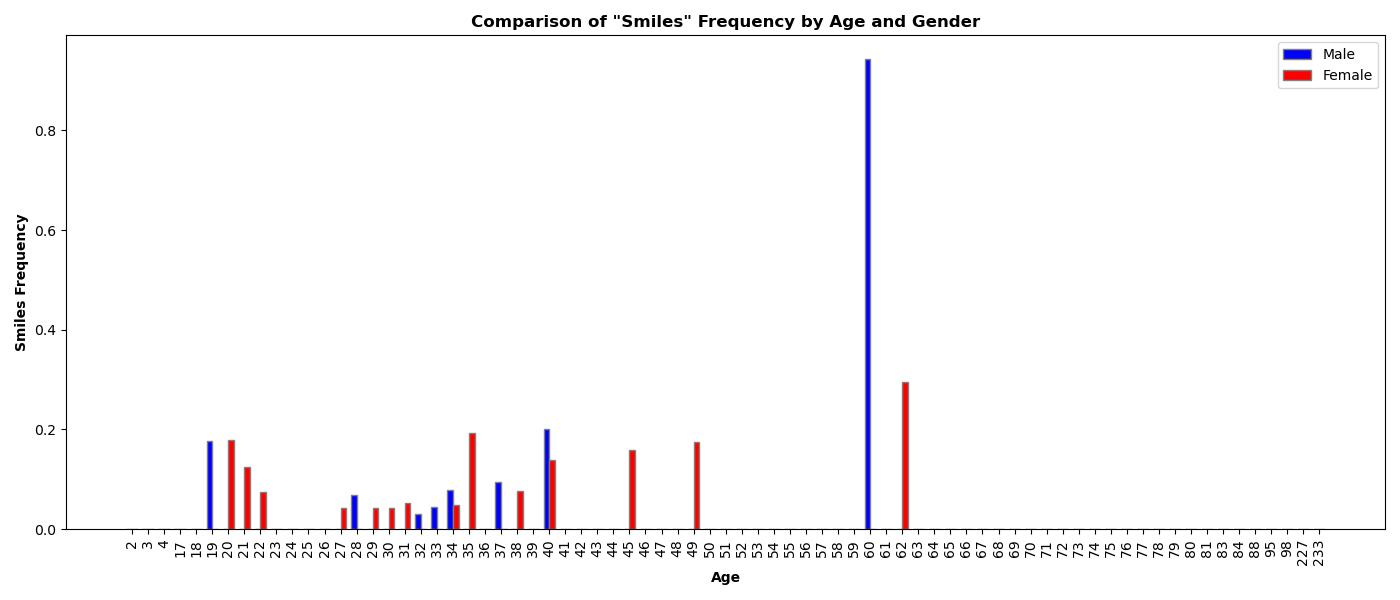 Comparison of "Smiles" Frequency by Age and Gender
Male
Female
Smiles Frequency
0.8
0.6
0.4
0.2
0.0
2 3 4 17 18 19 20 21 22 23 24 25 26 27 28 29 30 31 32 33 34 35 36 37 38 39 40 41 42 43 44 45 46 47 48 49 50 51 52 53 54 55 56 57 58 59 60 61 62 63 64 65 66 67 68 69 70 71 72 73 74 75 76 77 78 79 80 81 83 84 88 95 98 227 233
Age